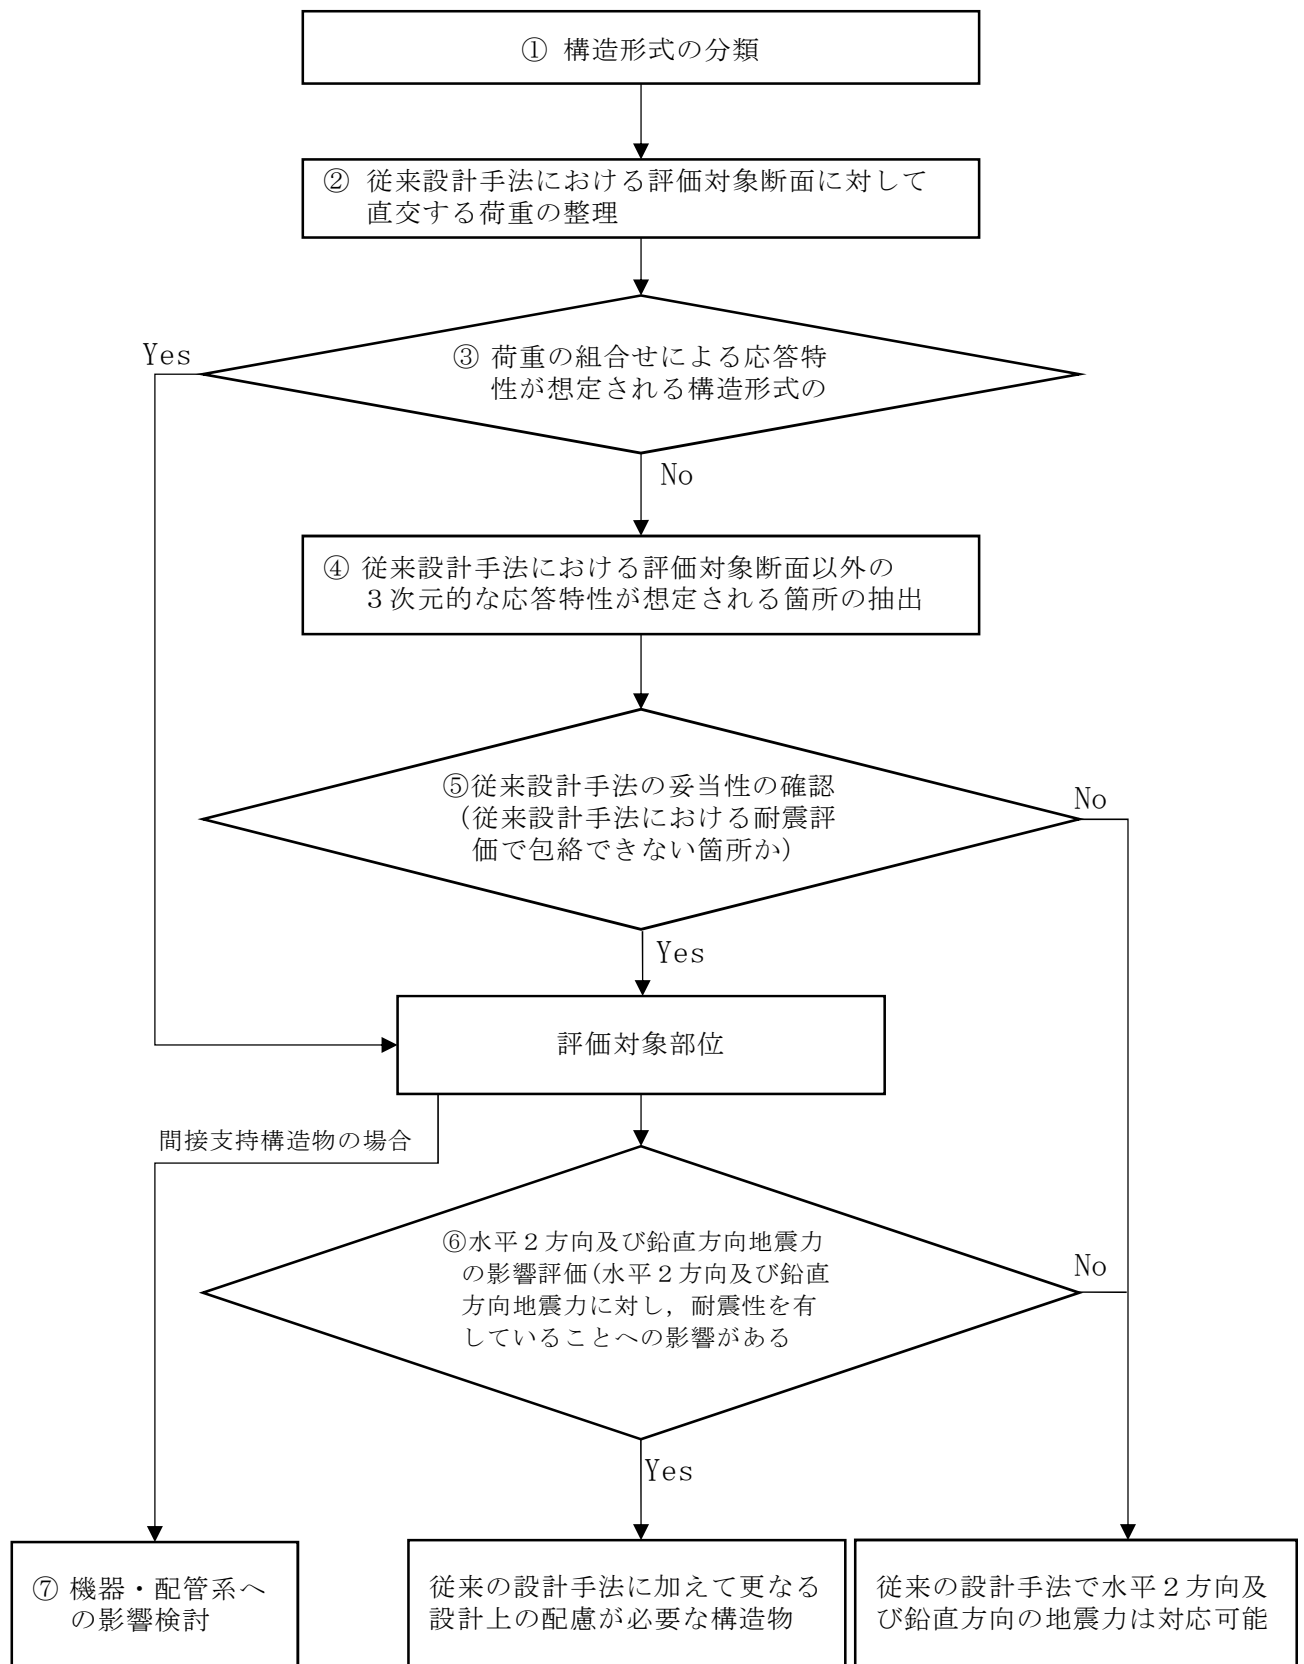 ① 構造形式の分類
② 従来設計手法における評価対象断面に対して
直交する荷重の整理
Yes
③ 荷重の組合せによる応答特
性が想定される構造形式の
No
④ 従来設計手法における評価対象断面以外の
３次元的な応答特性が想定される箇所の抽出
⑤従来設計手法の妥当性の確認
(従来設計手法における耐震評
価で包絡できない箇所か)
No
Yes
評価対象部位
間接支持構造物の場合
⑥水平２方向及び鉛直方向地震力
の影響評価(水平２方向及び鉛直
方向地震力に対し，耐震性を有
していることへの影響がある
No
Yes
⑦ 機器・配管系へ
の影響検討
従来の設計手法に加えて更なる
設計上の配慮が必要な構造物
従来の設計手法で水平２方向及
び鉛直方向の地震力は対応可能